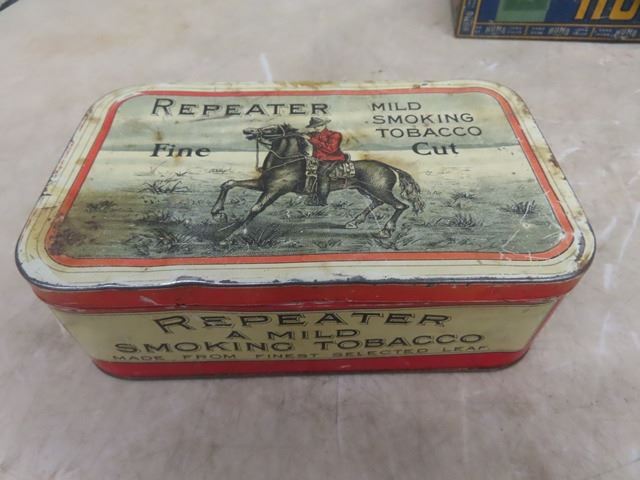 REPEATER
MILD
SMOKING
TOBACCO
Fine Cut
REPEATER
A MILD
SMOKING TOBACCO
MADE FROM FINEST SELECTED LEAF.